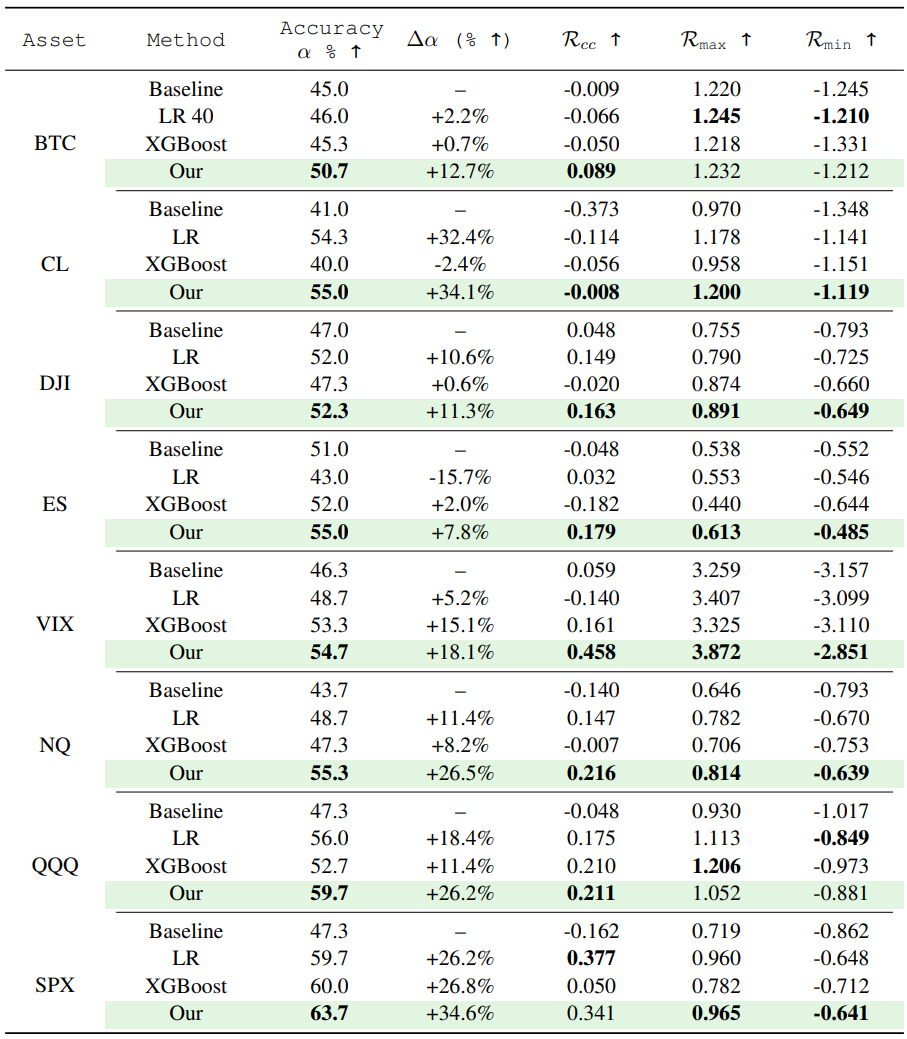 Asset Method Accuracy α % ↑ Δα (% ↑) R_cc ↑ R_max ↑ R_min ↑
BTC
Baseline 45.0 – -0.009 1.220 -1.245
LR 40 46.0 +2.2% -0.066 1.245 -1.210
XGBoost 45.3 +0.7% -0.050 1.218 -1.331
Our 50.7 +12.7% 0.089 1.232 -1.212
CL
Baseline 41.0 – -0.373 0.970 -1.348
LR 54.3 +32.4% -0.114 1.178 -1.141
XGBoost 40.0 -2.4% -0.056 0.958 -1.151
Our 55.0 +34.1% -0.008 1.200 -1.119
DJI
Baseline 47.0 – 0.048 0.755 -0.793
LR 52.0 +10.6% 0.149 0.790 -0.725
XGBoost 47.3 +0.6% -0.020 0.874 -0.660
Our 52.3 +11.3% 0.163 0.891 -0.649
ES
Baseline 51.0 – -0.048 0.538 -0.552
LR 43.0 -15.7% 0.032 0.553 -0.546
XGBoost 52.0 +2.0% -0.182 0.440 -0.644
Our 55.0 +7.8% 0.179 0.613 -0.485
VIX
Baseline 46.3 – 0.059 3.259 -3.157
LR 48.7 +5.2% -0.140 3.407 -3.099
XGBoost 53.3 +15.1% 0.161 3.325 -3.110
Our 54.7 +18.1% 0.458 3.872 -2.851
NQ
Baseline 43.7 – -0.140 0.646 -0.793
LR 48.7 +11.4% 0.147 0.782 -0.670
XGBoost 47.3 +8.2% -0.007 0.706 -0.753
Our 55.3 +26.5% 0.216 0.814 -0.639
QQQ
Baseline 47.3 – -0.048 0.930 -1.017
LR 56.0 +18.4% 0.175 1.113 -0.849
XGBoost 52.7 +11.4% 0.210 1.206 -0.973
Our 59.7 +26.2% 0.211 1.052 -0.881
SPX
Baseline 47.3 – -0.162 0.719 -0.862
LR 59.7 +26.2% 0.377 0.960 -0.648
XGBoost 60.0 +26.8% 0.050 0.782 -0.712
Our 63.7 +34.6% 0.341 0.965 -0.641